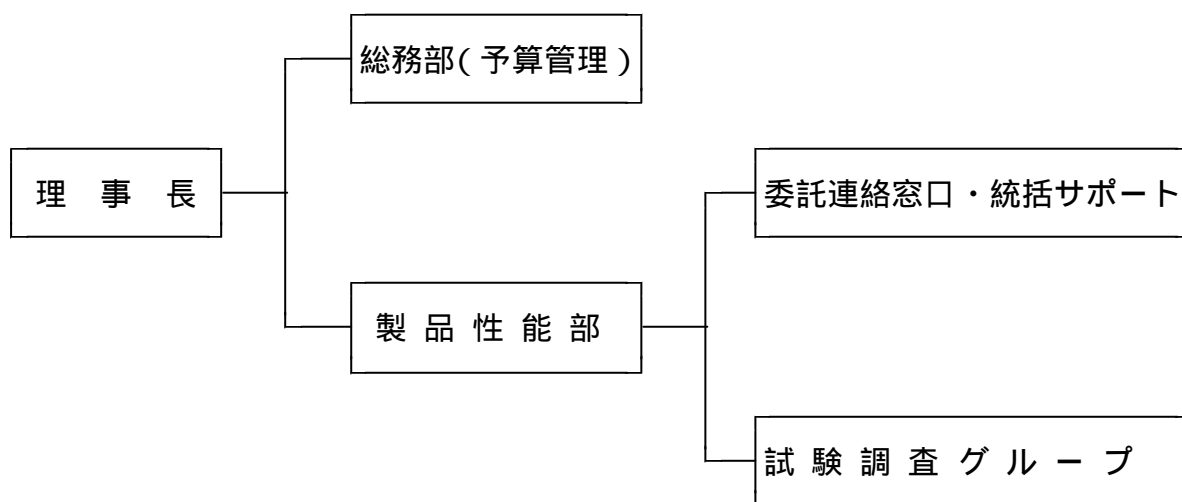 総務部(予算管理)
理事長
委託連絡窓口・統括サポート
製品性能部
試験調査グループ